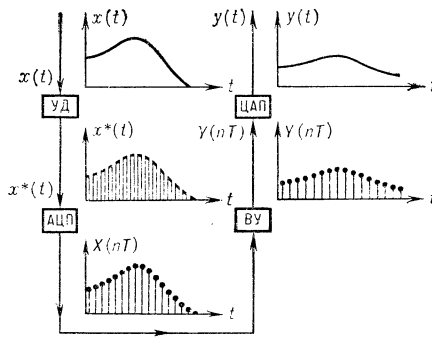 x(t) y(t) y(t)
x(t) t t
УД ЦАП
x*(t) Y(nT) Y(nT)
x*(t) t t
АЦП ВУ
X(nT)
t